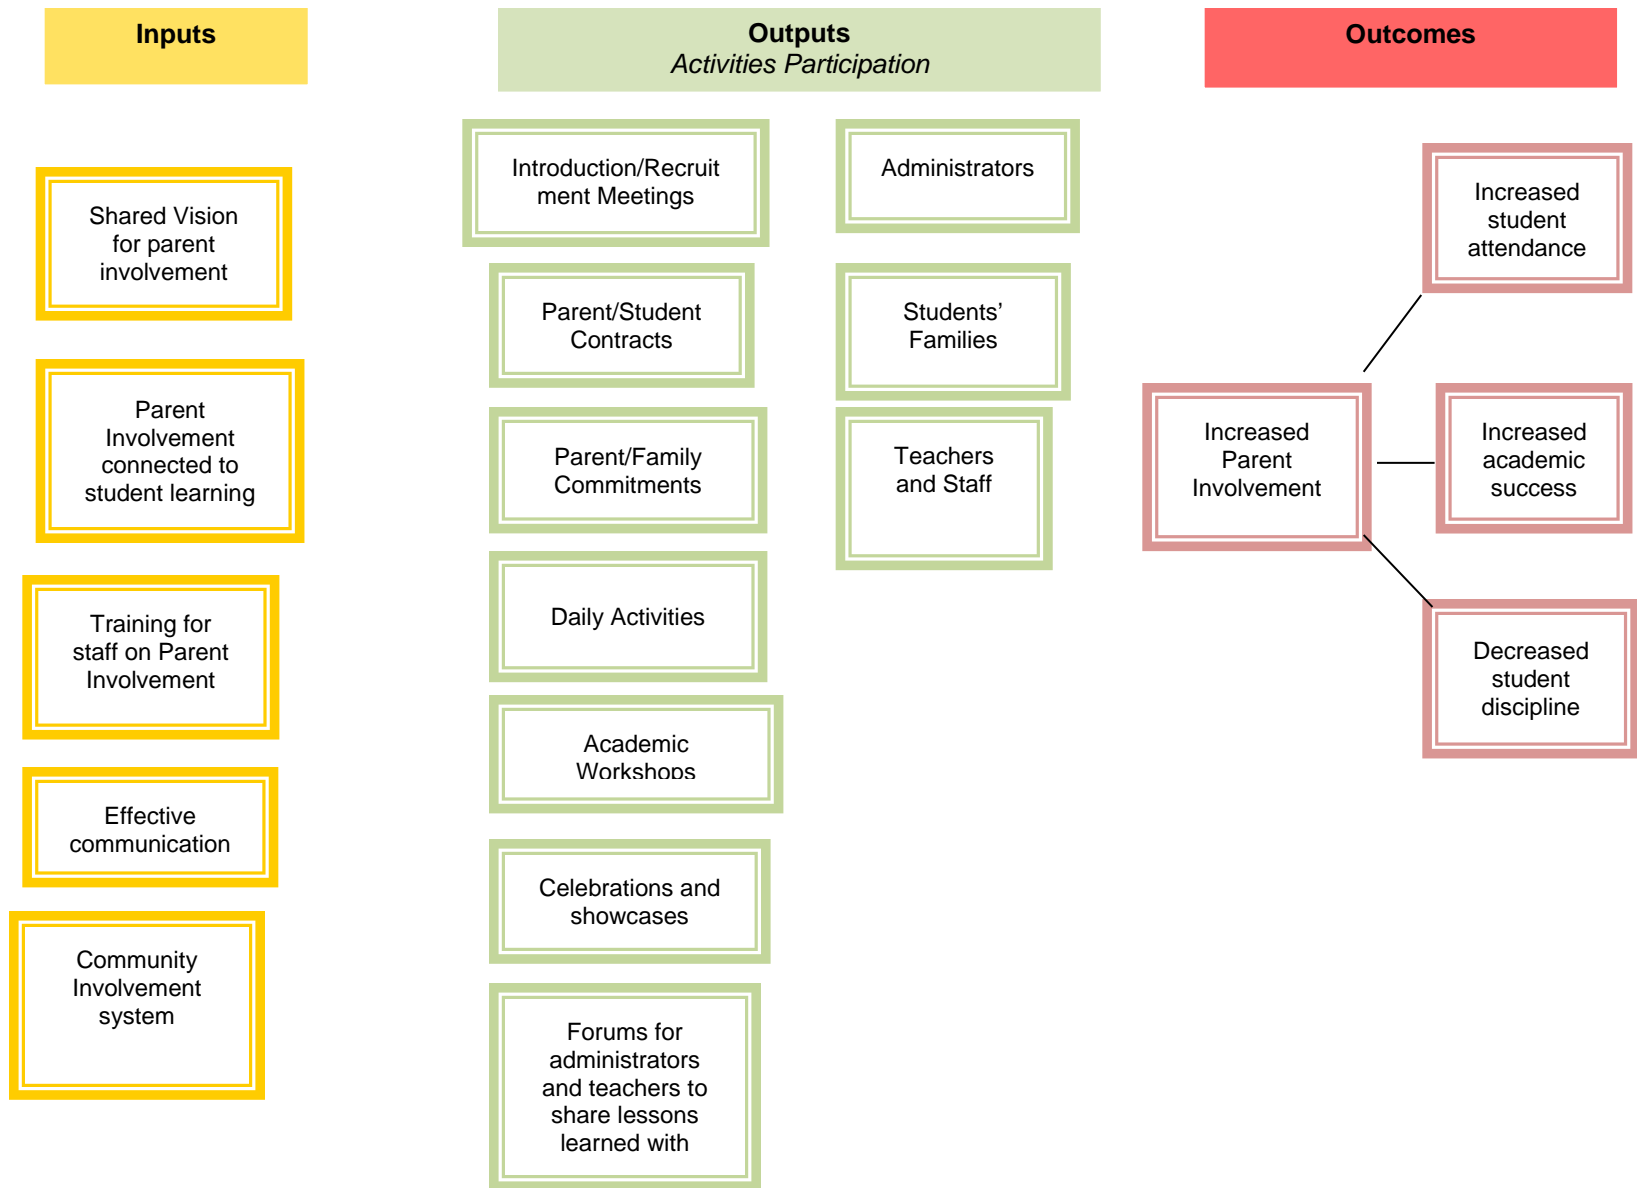 Inputs
Shared Vision
for parent
involvement
Parent
Involvement
connected to
student learning
Training for
staff on Parent
Involvement
Effective
communication
Community
Involvement
system
Outputs
Activities Participation
Introduction/Recruit
ment Meetings
Parent/Student
Contracts
Parent/Family
Commitments
Daily Activities
Academic
Workshops
Celebrations and
showcases
Forums for
administrators
and teachers to
share lessons
learned with
Administrators
Students’
Families
Teachers
and Staff
Outcomes
Increased
Parent
Involvement
Increased
student
attendance
Increased
academic
success
Decreased
student
discipline